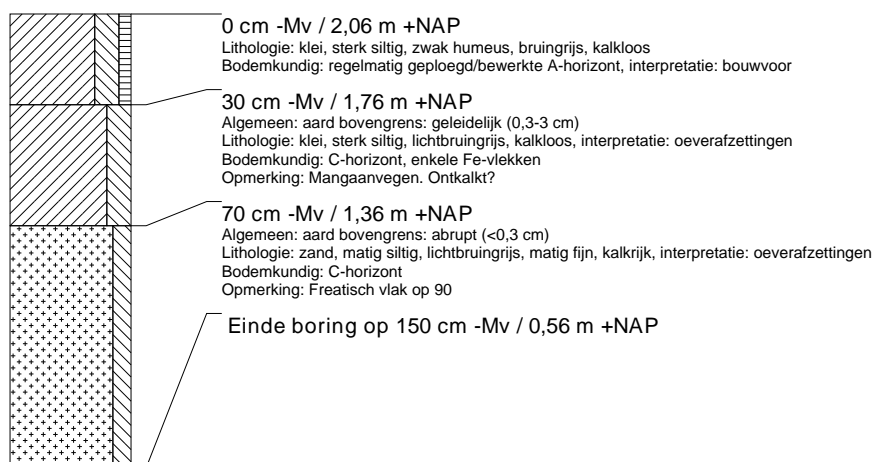 0 cm -Mv / 2,06 m +NAP
Lithologie: klei, sterk siltig, zwak humeus, bruingrijs, kalkloos
Bodemkundig: regelmatig geploegd/bewerkte A-horizont, interpretatie: bouwvoor
30 cm -Mv / 1,76 m +NAP
Algemeen: aard bovengrens: geleidelijk (0,3-3 cm)
Lithologie: klei, sterk siltig, lichtbruingrijs, kalkloos, interpretatie: oeverafzettingen
Bodemkundig: C-horizont, enkele Fe-vlekken
Opmerking: Mangaanvegen. Ontkalkt?
70 cm -Mv / 1,36 m +NAP
Algemeen: aard bovengrens: abrupt (<0,3 cm)
Lithologie: zand, matig siltig, lichtbruingrijs, matig fijn, kalkrijk, interpretatie: oeverafzettingen
Bodemkundig: C-horizont
Opmerking: Freatisch vlak op 90
Einde boring op 150 cm -Mv / 0,56 m +NAP